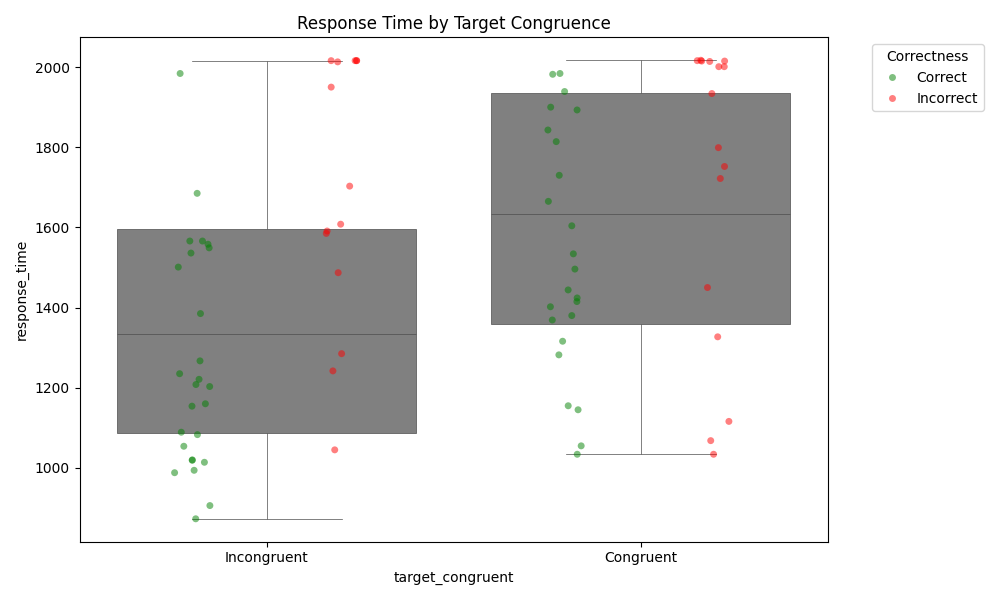 Response Time by Target Congruence
Correctness
Correct
Incorrect
response_time
2000
1800
1600
1400
1200
1000
Incongruent
Congruent
target_congruent